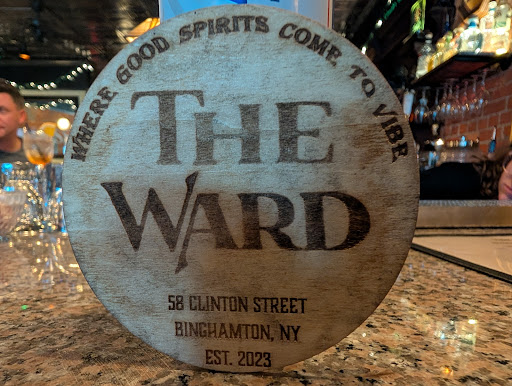 WHERE GOOD SPIRITS COME TO VIBE
THE
WARD
58 CLINTON STREET
BINGHAMTON, NY
EST. 2023